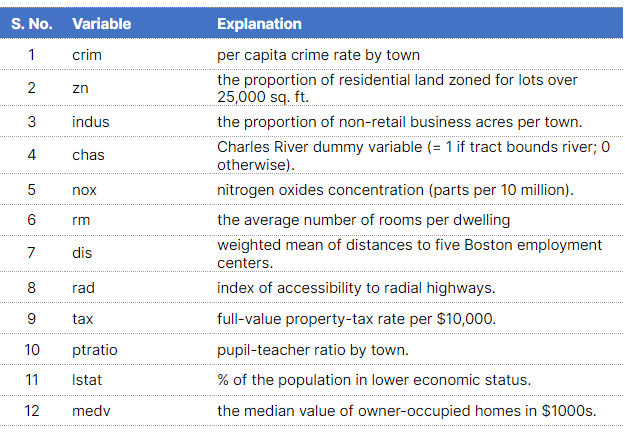 S. No. Variable Explanation
1 crim per capita crime rate by town
2 zn the proportion of residential land zoned for lots over
25,000 sq. ft.
3 indus the proportion of non-retail business acres per town.
4 chas Charles River dummy variable (= 1 if tract bounds river; 0
otherwise).
5 nox nitrogen oxides concentration (parts per 10 million).
6 rm the average number of rooms per dwelling
7 dis weighted mean of distances to five Boston employment
centers.
8 rad index of accessibility to radial highways.
9 tax full-value property-tax rate per $10,000.
10 ptratio pupil-teacher ratio by town.
11 lstat % of the population in lower economic status.
12 medv the median value of owner-occupied homes in $1000s.